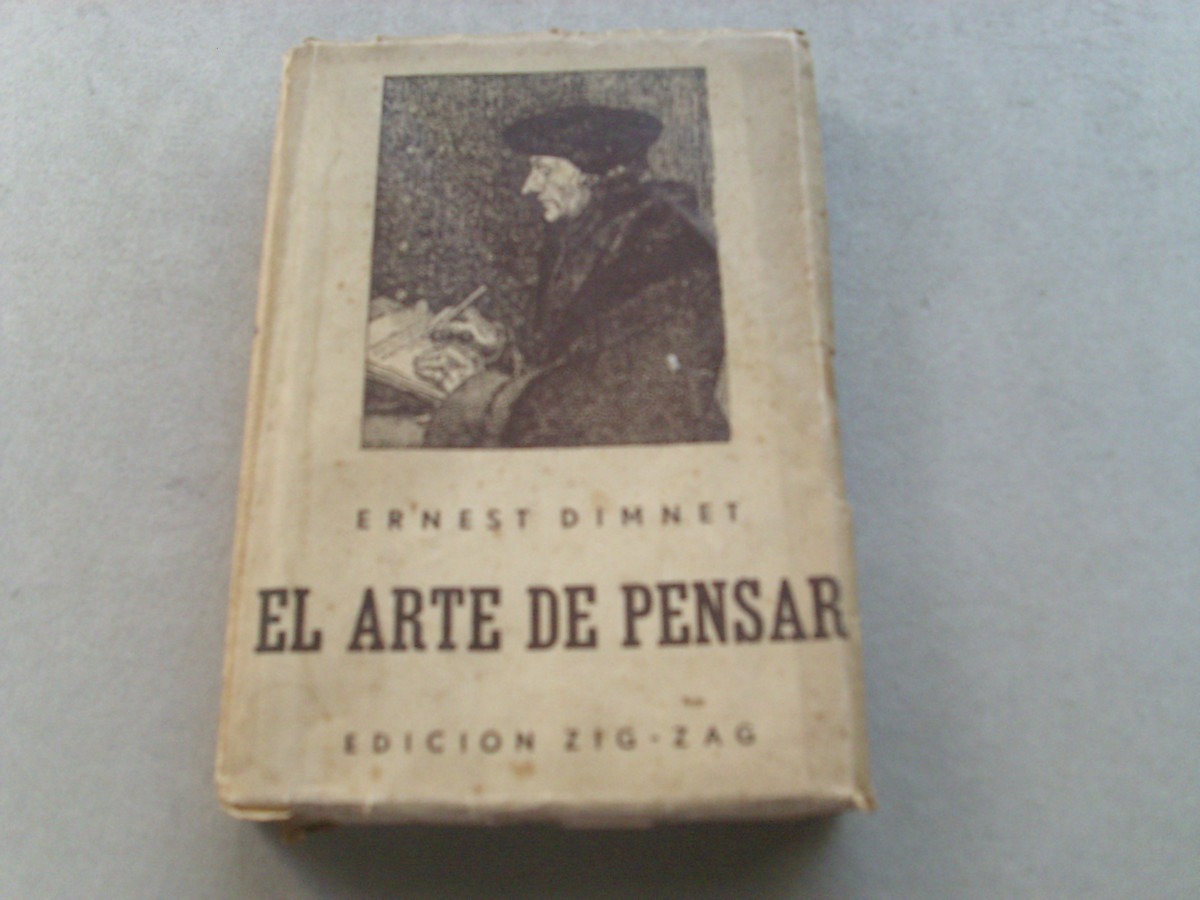 ERNEST DIMNET
EL ARTE DE PENSAR
EDICION ZIG-ZAG